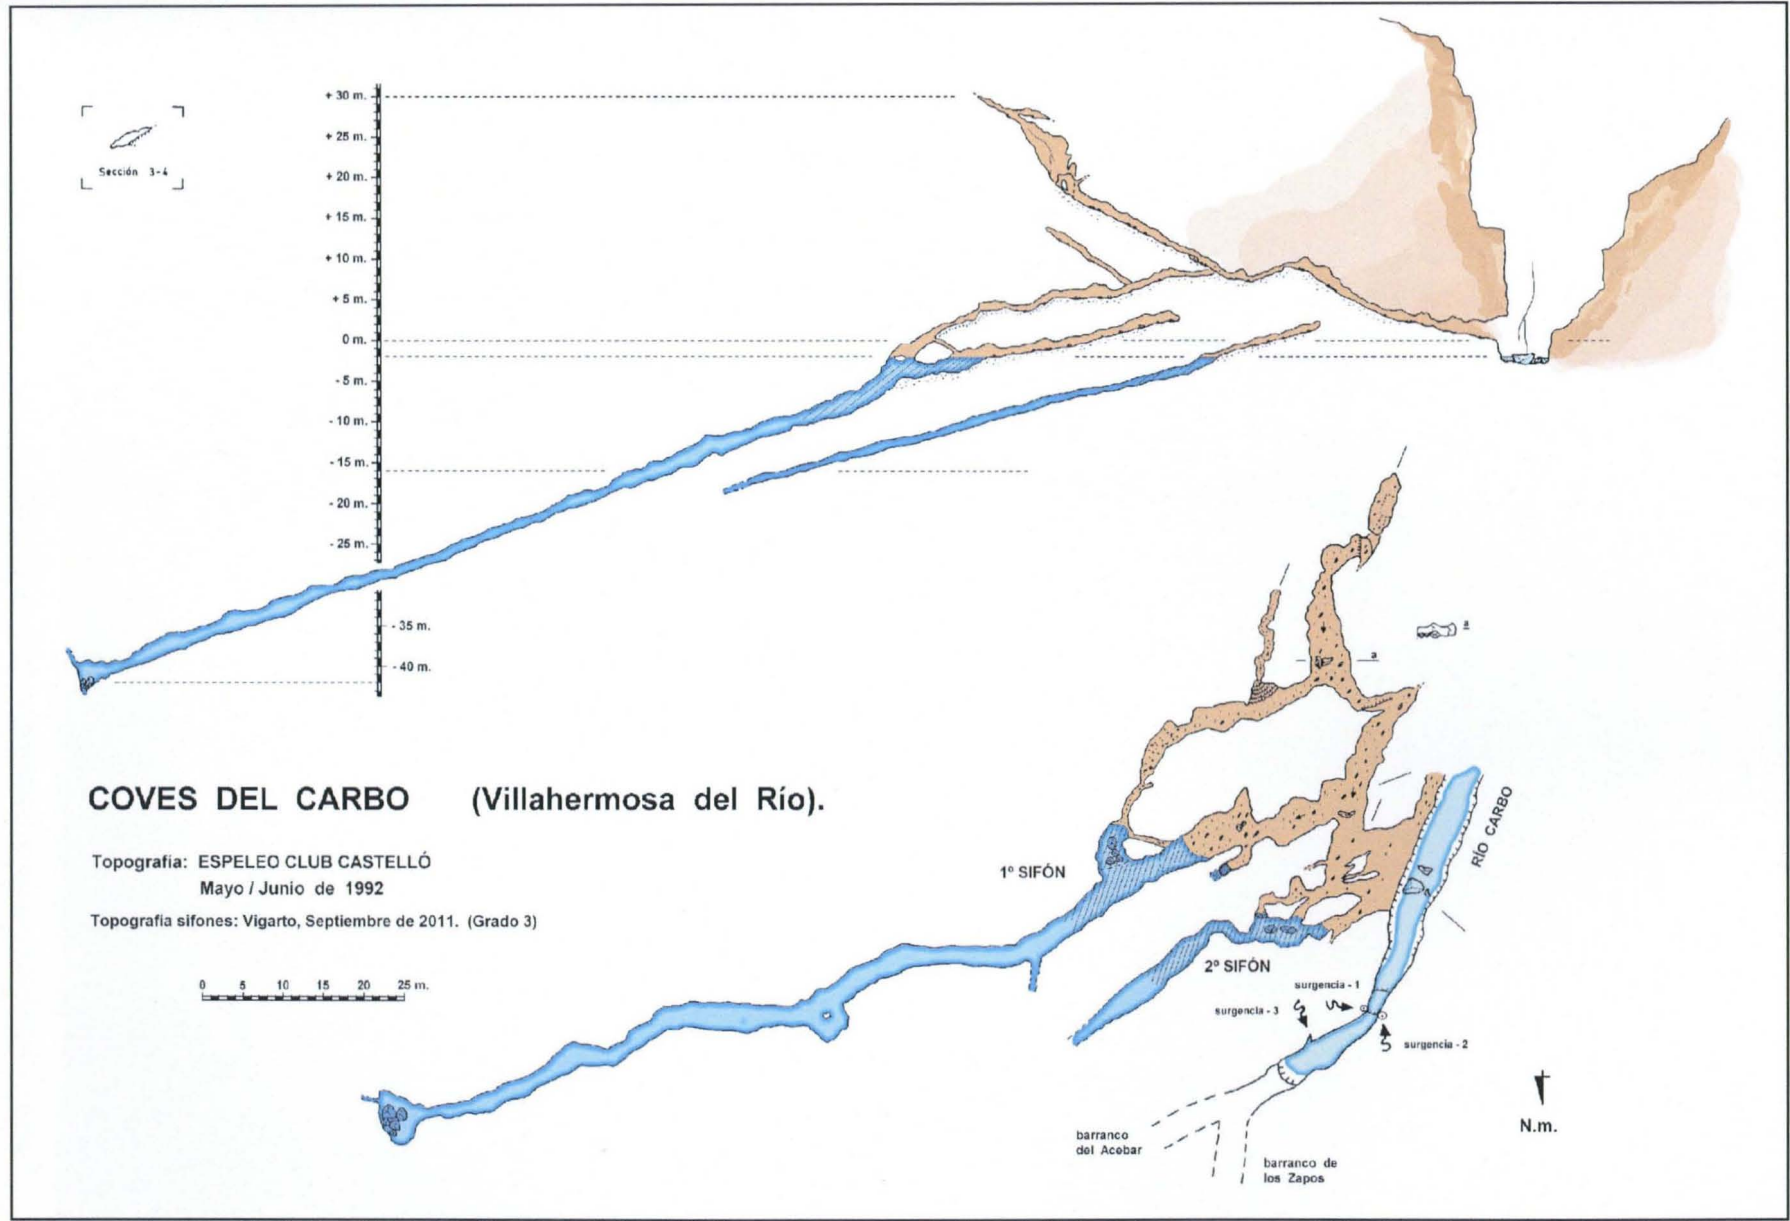 Sección 3-4
+ 30 m.
+ 25 m.
+ 20 m.
+ 15 m.
+ 10 m.
+ 5 m.
0 m.
- 5 m.
- 10 m.
- 15 m.
- 20 m.
- 25 m.
- 35 m.
- 40 m.
a
a
COVES DEL CARBO (Villahermosa del Río).
Topografía: ESPELEO CLUB CASTELLÓ
Mayo / Junio de 1992
Topografía sifones: Vigarto, Septiembre de 2011. (Grado 3)
0 5 10 15 20 25 m.
1º SIFÓN
2º SIFÓN
RÍO CARBO
surgencia - 1
surgencia - 3
surgencia - 2
barranco
del Acebar
barranco de
los Zapos
N.m.